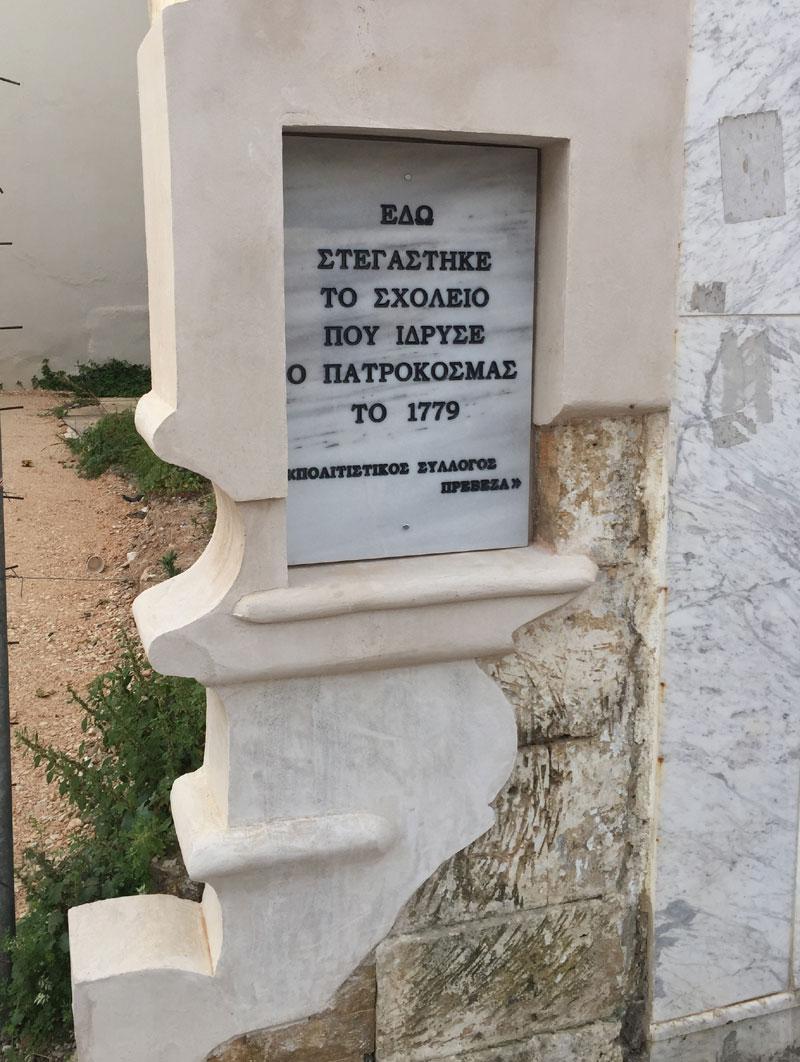 ΕΔΩ
ΣΤΕΓΑΣΤΗΚΕ
ΤΟ ΣΧΟΛΕΙΟ
ΠΟΥ ΙΔΡΥΣΕ
Ο ΠΑΤΡΟΚΟΣΜΑΣ
ΤΟ 1779
«ΠΟΛΙΤΙΣΤΙΚΟΣ ΣΥΛΛΟΓΟΣ
ΠΡΕΒΕΖΑ»